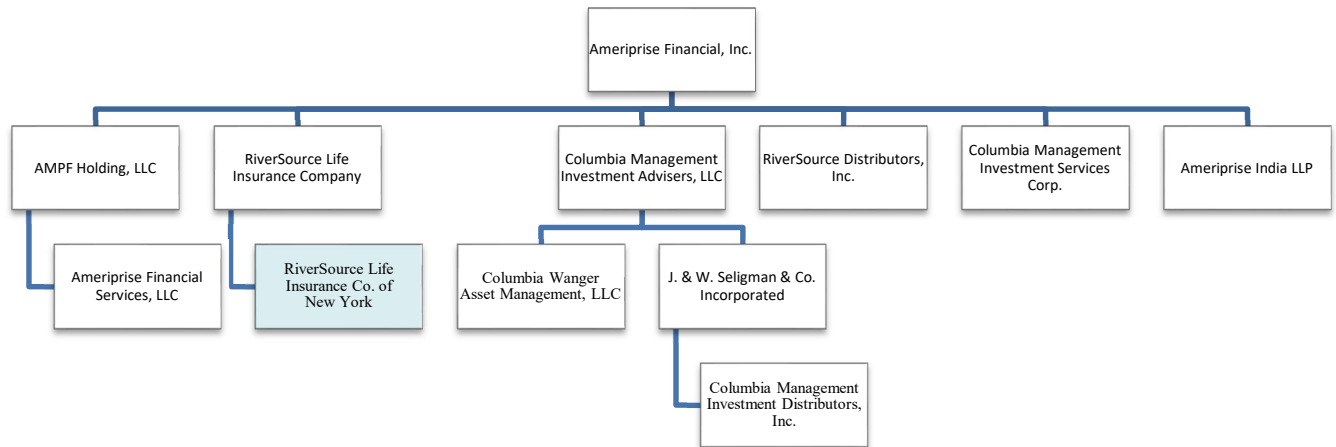 Ameriprise Financial, Inc.
AMPF Holding, LLC
RiverSource Life
Insurance Company
Columbia Management
Investment Advisers, LLC
RiverSource Distributors,
Inc.
Columbia Management
Investment Services
Corp.
Ameriprise India LLP
Ameriprise Financial
Services, LLC
RiverSource Life
Insurance Co. of
New York
Columbia Wanger
Asset Management, LLC
J. & W. Seligman & Co.
Incorporated
Columbia Management
Investment Distributors,
Inc.